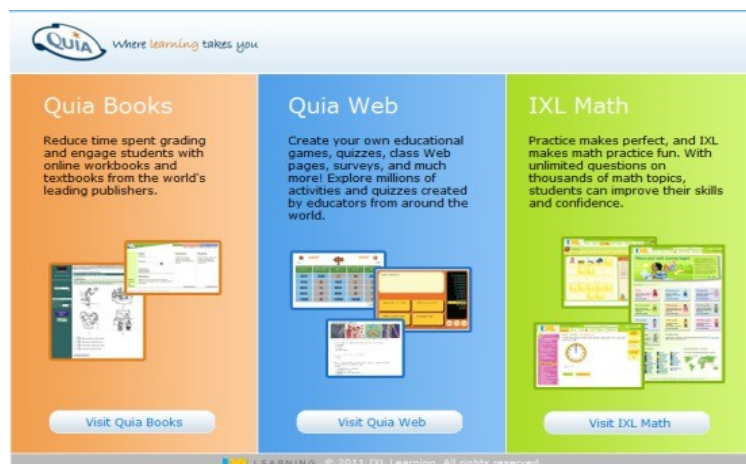 QUIA Where learning takes you
Quia Books
Reduce time spent grading
and engage students with
online workbooks and
textbooks from the world's
leading publishers.
Visit Quia Books
Quia Web
Create your own educational
games, quizzes, class Web
pages, surveys, and much
more! Explore millions of
activities and quizzes created
by educators from around the
world.
Visit Quia Web
IXL Math
Practice makes perfect, and IXL
makes math practice fun. With
unlimited questions on
thousands of math topics,
students can improve their skills
and confidence.
Visit IXL Math
IXL LEARNING © 2011 IXL Learning. All rights reserved.